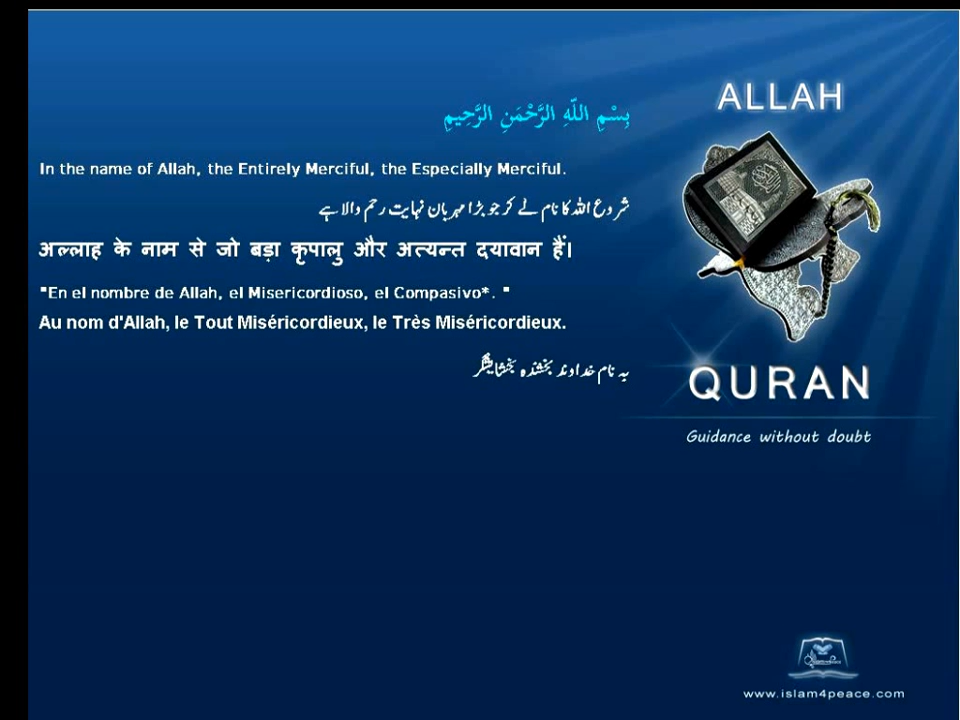 بِسْمِ اللّهِ الرَّحْمَنِ الرَّحِيمِ
In the name of Allah, the Entirely Merciful, the Especially Merciful.
شروع اللہ کا نام لے کر جو بڑا مہربان نہایت رحم والا ہے
अल्लाह के नाम से जो बड़ा कृपालु और अत्यन्त दयावान हैं।
"En el nombre de Allah, el Misericordioso, el Compasivo*. "
Au nom d'Allah, le Tout Miséricordieux, le Très Miséricordieux.
به نام خداوند بخشنده بخشایشگر
ALLAH
QURAN
Guidance without doubt
www.islam4peace.com